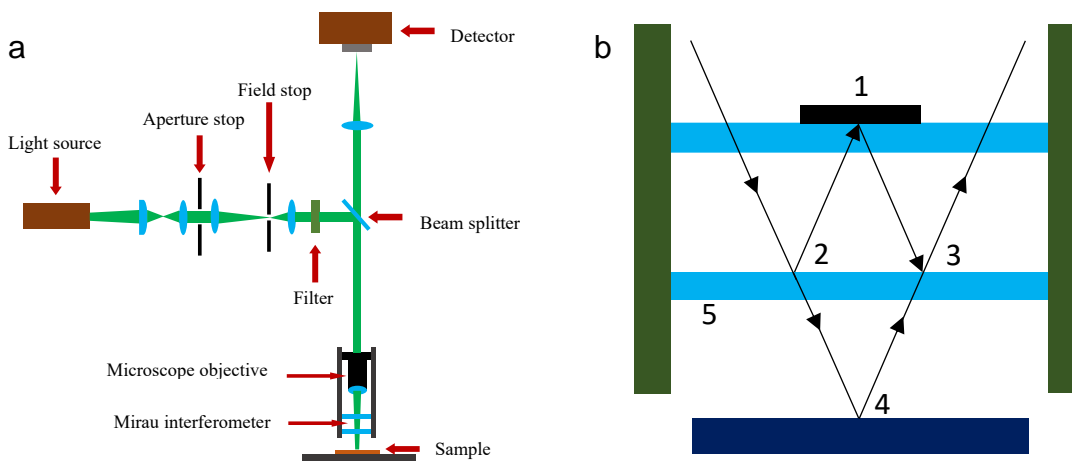 a
Detector
Field stop
Aperture stop
Light source
Beam splitter
Filter
Microscope objective
Mirau interferometer
Sample
b
1
2
3
5
4